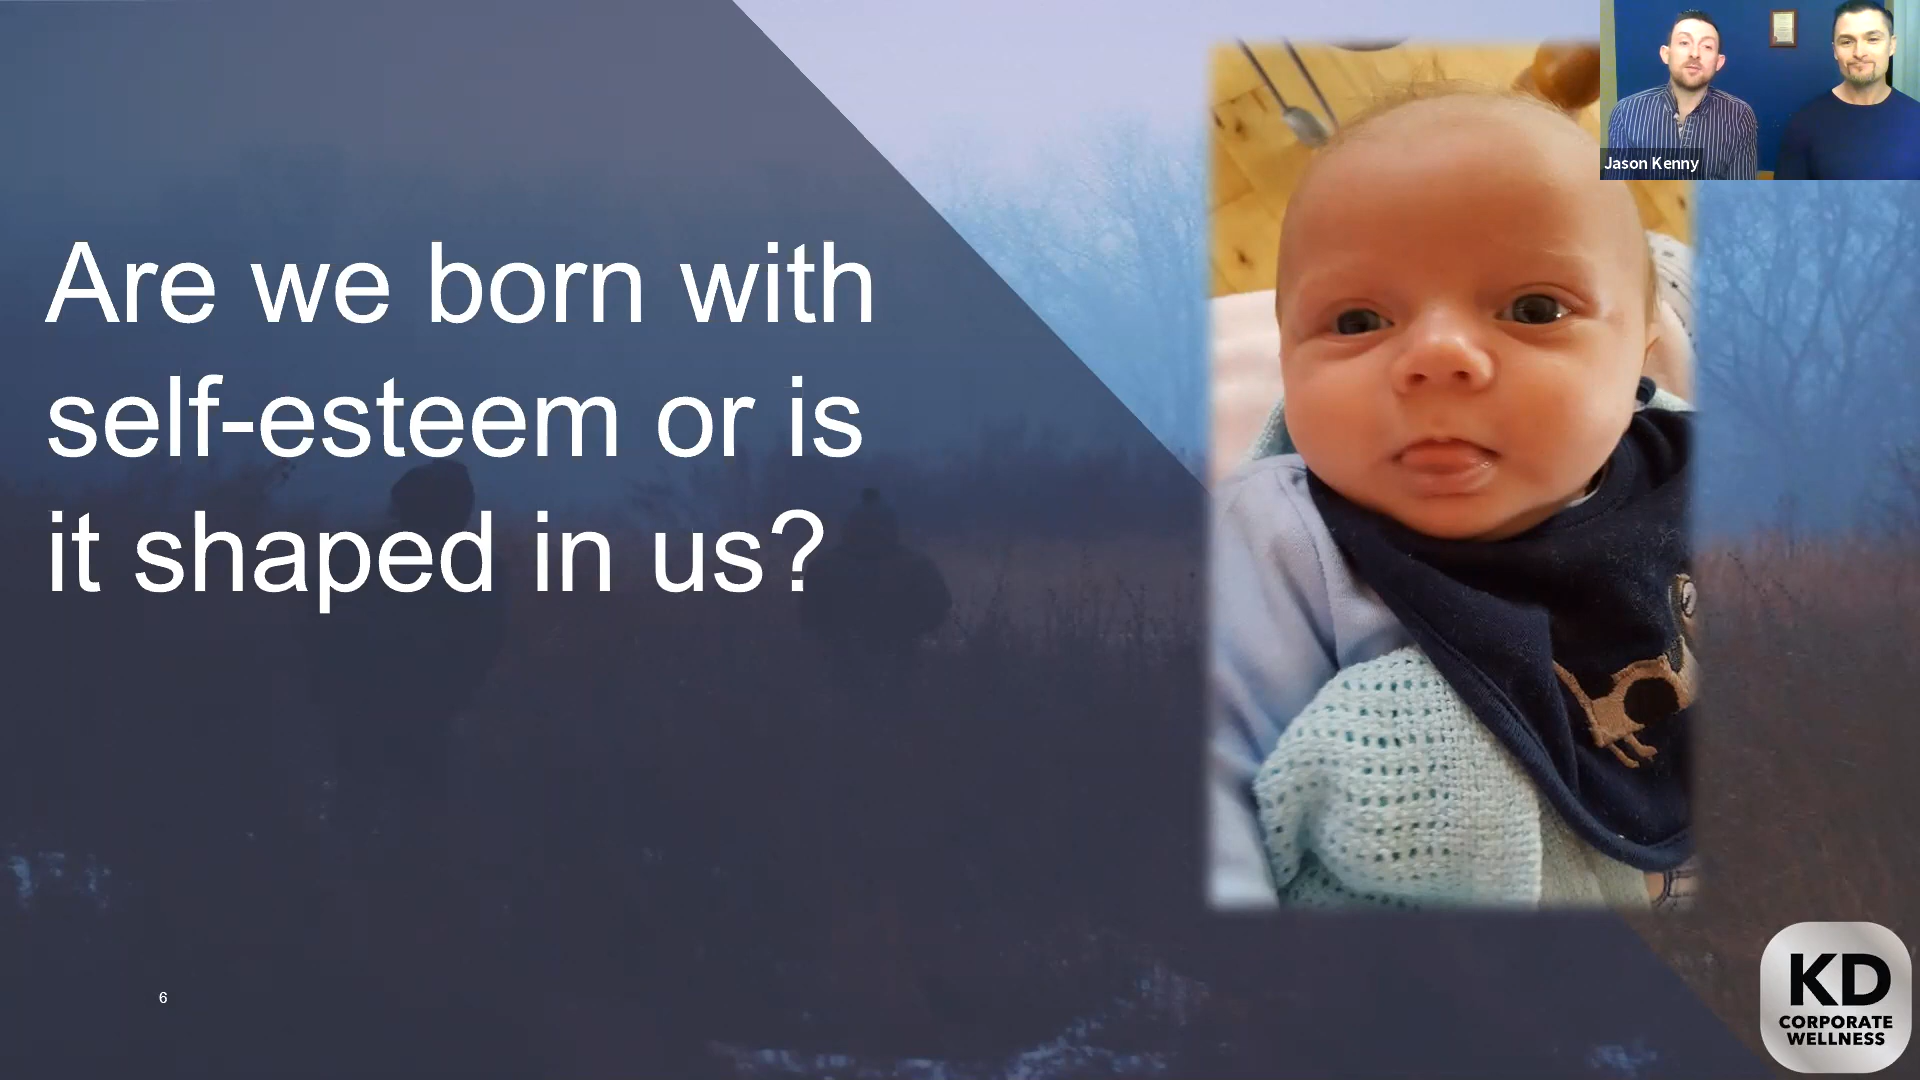 Jason Kenny
Are we born with
self-esteem or is
it shaped in us?
6
KD
CORPORATE
WELLNESS